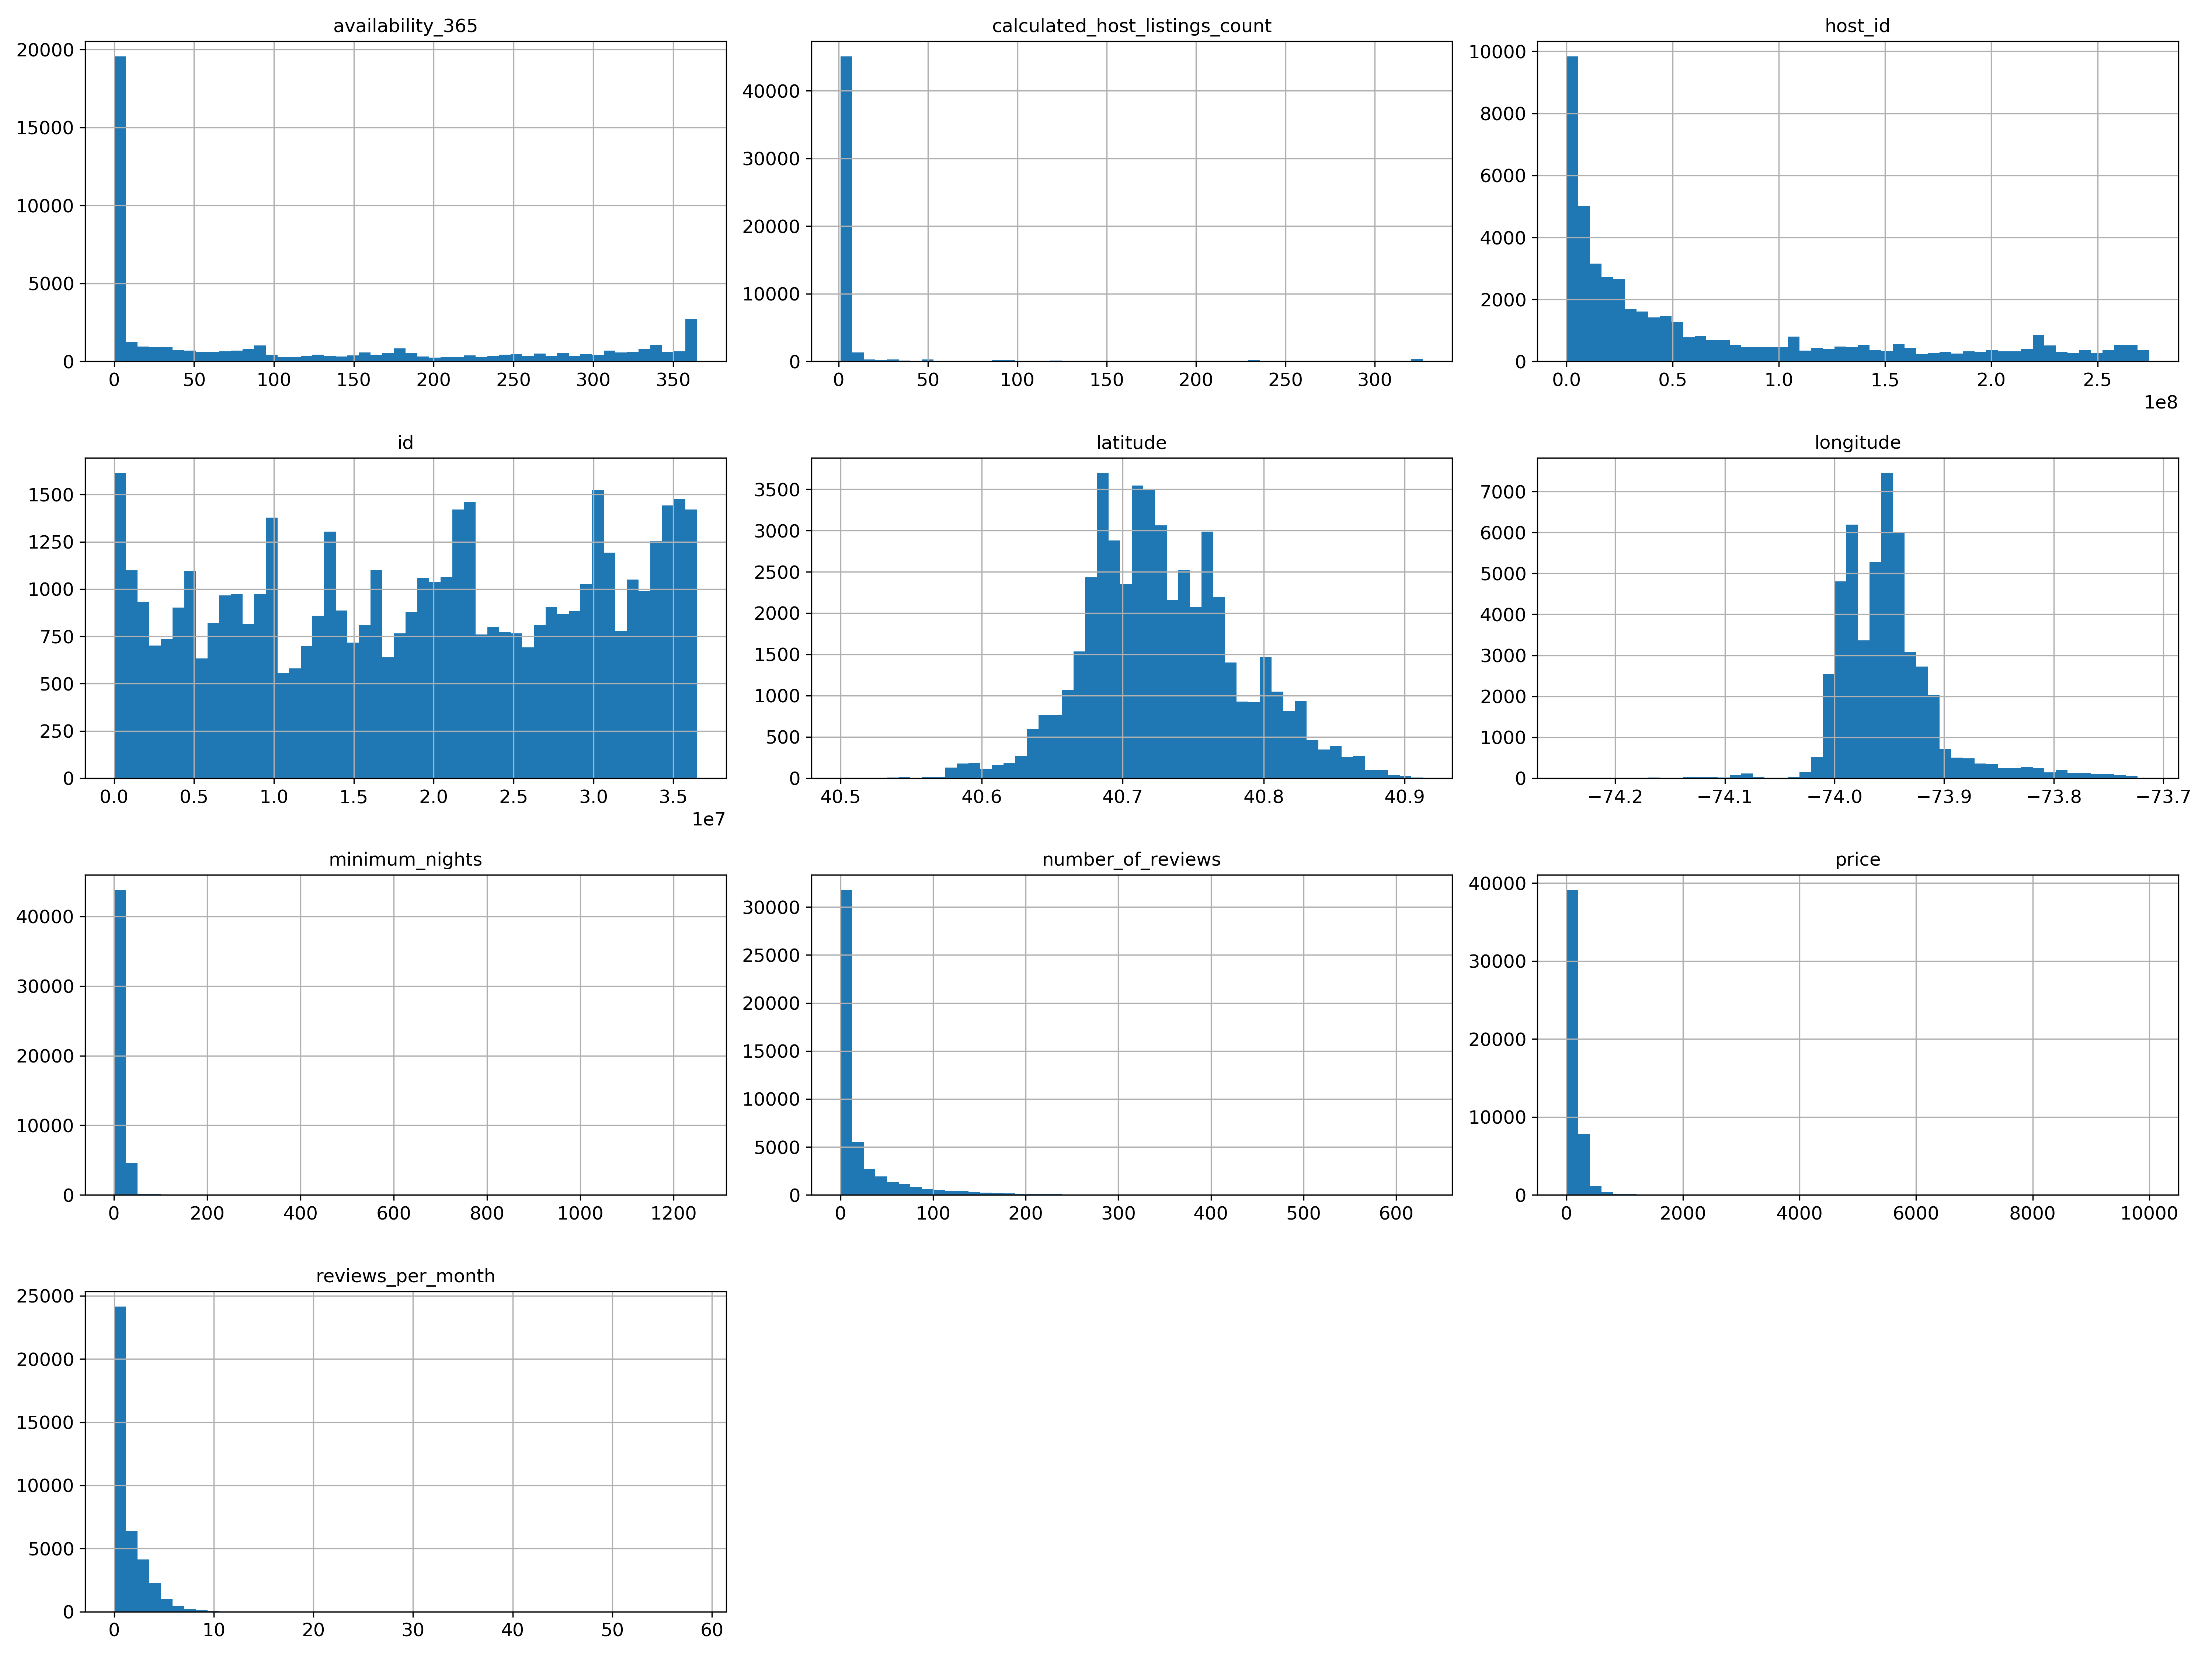 availability_365
20000
15000
10000
5000
0
0 50 100 150 200 250 300 350
calculated_host_listings_count
40000
30000
20000
10000
0
0 50 100 150 200 250 300
host_id
10000
8000
6000
4000
2000
0
0.0 0.5 1.0 1.5 2.0 2.5
1e8
id
1500
1250
1000
750
500
250
0
0.0 0.5 1.0 1.5 2.0 2.5 3.0 3.5
1e7
latitude
3500
3000
2500
2000
1500
1000
500
0
40.5 40.6 40.7 40.8 40.9
longitude
7000
6000
5000
4000
3000
2000
1000
0
−74.2 −74.1 −74.0 −73.9 −73.8 −73.7
minimum_nights
40000
30000
20000
10000
0
0 200 400 600 800 1000 1200
number_of_reviews
30000
25000
20000
15000
10000
5000
0
0 100 200 300 400 500 600
price
40000
30000
20000
10000
0
0 2000 4000 6000 8000 10000
reviews_per_month
25000
20000
15000
10000
5000
0
0 10 20 30 40 50 60